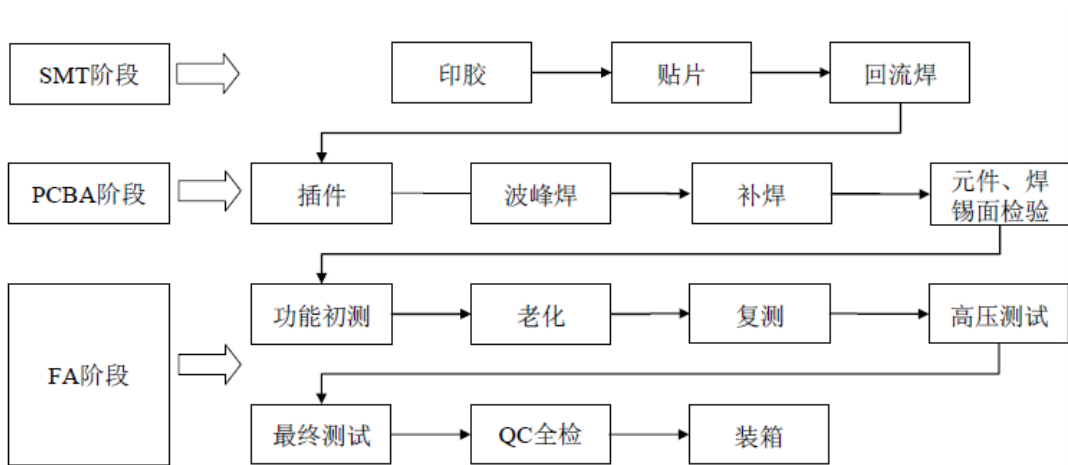 SMT阶段
印胶
贴片
回流焊
PCBA阶段
插件
波峰焊
补焊
元件、焊
锡面检验
FA阶段
功能初测
老化
复测
高压测试
最终测试
QC全检
装箱